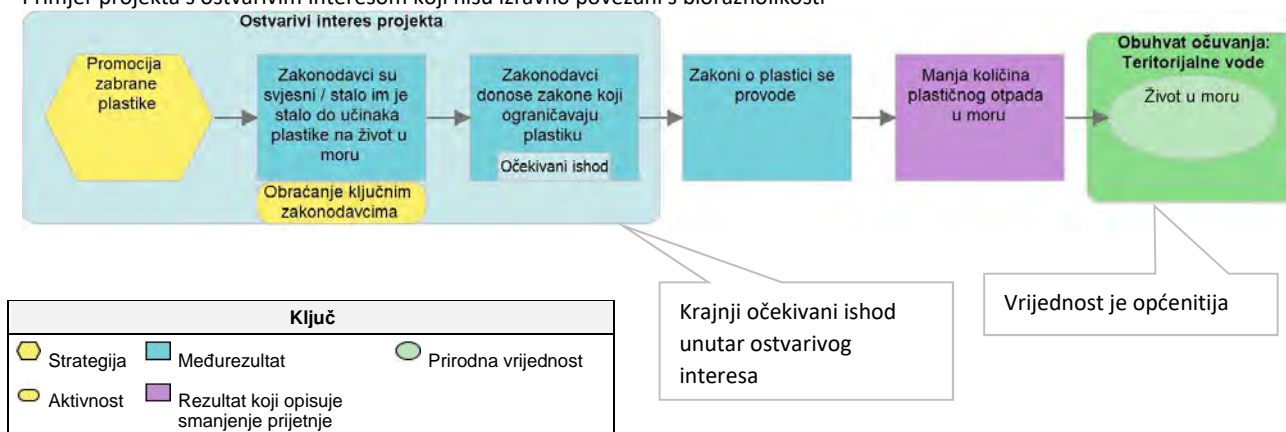 Primjer projekta s ostvarivim interesom koji nisu izravno povezani s bioraznolikosti
Ostvarivi interes projekta
Promocija
zabrane
plastike
Zakonodavci su
svjesni / stalo im je
stalo do učinaka
plastike na život u
moru
Obraćanje ključnim
zakonodavcima
Zakonodavci
donose zakone koji
ograničavaju
plastiku
Očekivani ishod
Zakoni o plastici se
provode
Manja količina
plastičnog otpada
u moru
Obuhvat očuvanja:
Teritorijalne vode
Život u moru
Krajnji očekivani ishod
unutar ostvarivog
interesa
Vrijednost je općenitija
Ključ
Strategija
Međurezultat
Prirodna vrijednost
Aktivnost
Rezultat koji opisuje
smanjenje prijetnje